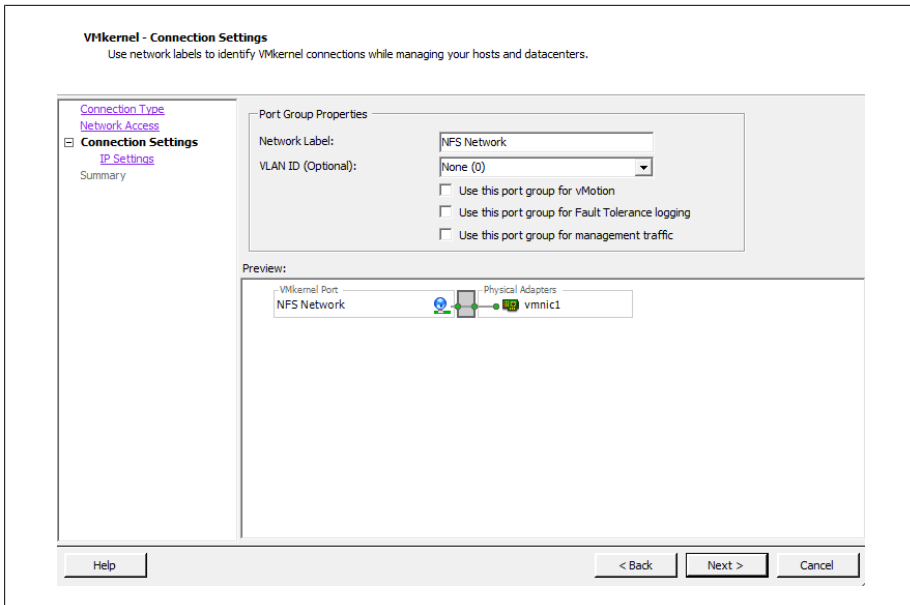 VMkernel - Connection Settings
Use network labels to identify VMkernel connections while managing your hosts and datacenters.
Connection Type
Network Access
Connection Settings
IP Settings
Summary
Port Group Properties
Network Label:
NFS Network
VLAN ID (Optional):
None (0)
Use this port group for vMotion
Use this port group for Fault Tolerance logging
Use this port group for management traffic
Preview:
VMkernel Port
Physical Adapters
NFS Network
vmnic1
Help
< Back
Next >
Cancel